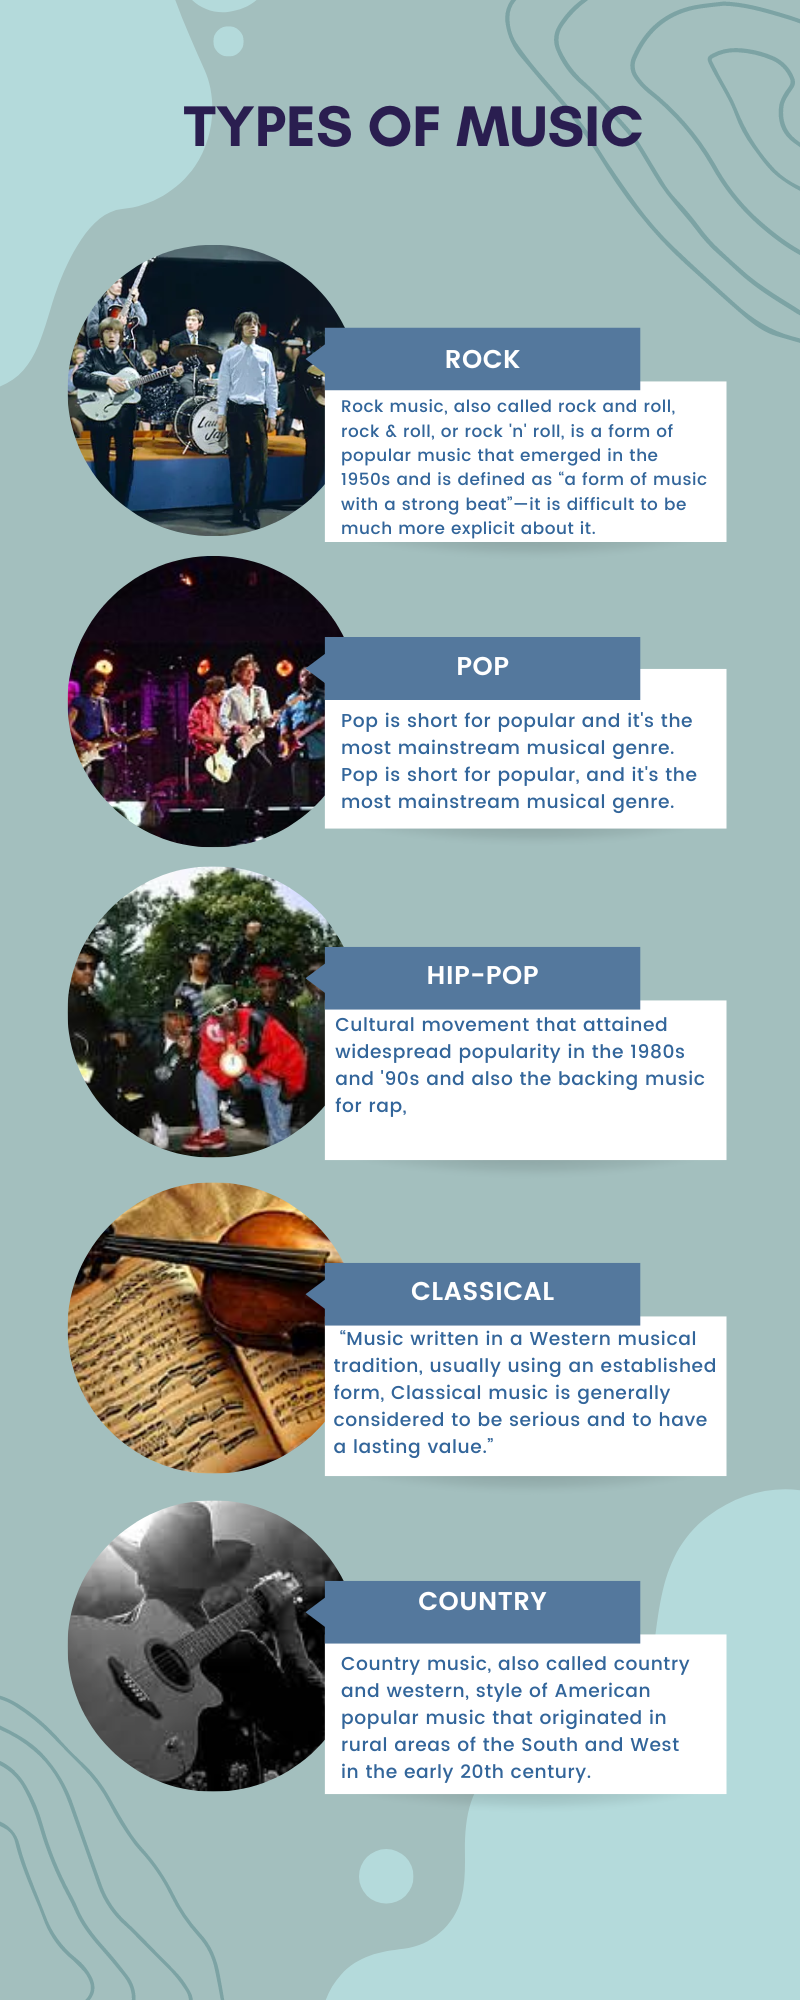 TYPES OF MUSIC
ROCK
Rock music, also called rock and roll,
rock & roll, or rock 'n' roll, is a form of
popular music that emerged in the
1950s and is defined as “a form of music
with a strong beat”—it is difficult to be
much more explicit about it.
POP
Pop is short for popular and it's the
most mainstream musical genre.
Pop is short for popular, and it's the
most mainstream musical genre.
HIP-POP
Cultural movement that attained
widespread popularity in the 1980s
and '90s and also the backing music
for rap,
CLASSICAL
“Music written in a Western musical
tradition, usually using an established
form, Classical music is generally
considered to be serious and to have
a lasting value.”
COUNTRY
Country music, also called country
and western, style of American
popular music that originated in
rural areas of the South and West
in the early 20th century.